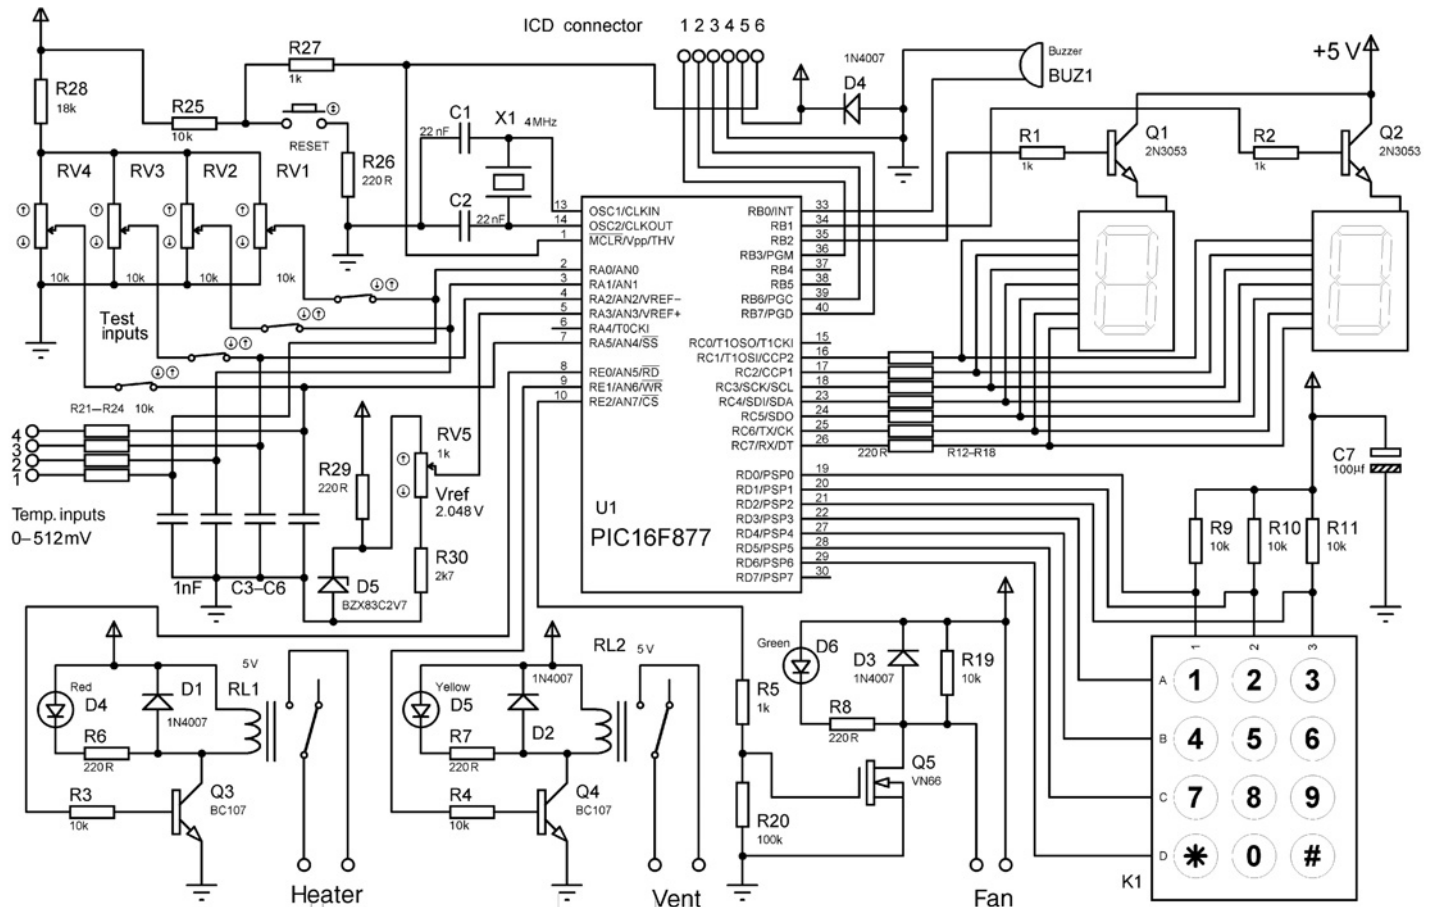 ICD connector
1 2 3 4 5 6
R27
1k
1N4007
D4
Buzzer
BUZ1
+5 V
R28
18k
R25
10k
RESET
C1
22 nF
X1 4MHz
R26
220 R
C2
22 nF
R1
1k
Q1
2N3053
R2
1k
Q2
2N3053
RV4
RV3
RV2
RV1
10k
10k
10k
10k
Test
inputs
R21–R24 10k
4
3
2
1
Temp. inputs
0–512mV
1nF
C3–C6
R29
220 R
RV5
1k
Vref
2.048 V
R30
2k7
D5
BZX83C2V7
13 OSC1/CLKIN
14 OSC2/CLKOUT
1 MCLR/Vpp/THV
2 RA0/AN0
3 RA1/AN1
4 RA2/AN2/VREF–
5 RA3/AN3/VREF+
6 RA4/T0CKI
7 RA5/AN4/SS
8 RE0/AN5/RD
9 RE1/AN6/WR
10 RE2/AN7/CS
RB0/INT 33
RB1 34
RB2 35
RB3/PGM 36
RB4 37
RB5 38
RB6/PGC 39
RB7/PGD 40
RC0/T1OSO/T1CKI 15
RC1/T1OSI/CCP2 16
RC2/CCP1 17
RC3/SCK/SCL 18
RC4/SDI/SDA 23
RC5/SDO 24
RC6/TX/CK 25
RC7/RX/DT 26
RD0/PSP0 19
RD1/PSP1 20
RD2/PSP2 21
RD3/PSP3 22
RD4/PSP4 27
RD5/PSP5 28
RD6/PSP6 29
RD7/PSP7 30
U1
PIC16F877
220 R
R12–R18
C7
100µf
R9
10k
R10
10k
R11
10k
5 V
Red
D4
D1
1N4007
RL1
R6
220 R
R3
10k
Q3
BC107
Heater
RL2 5 V
1N4007
Yellow
D5
D2
R7
220 R
R4
10k
Q4
BC107
Vent
Green
D6
D3
1N4007
R19
10k
R5
1k
R8
220 R
Q5
VN66
R20
100k
Fan
1 2 3
A 1 2 3
B 4 5 6
C 7 8 9
D * 0 #
K1